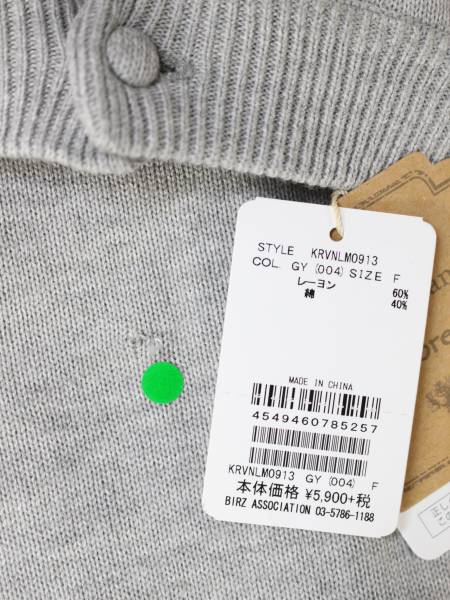 STYLE KRVNLM0913
COL. GY (004) SIZE F
レーヨン 60%
綿 40%
MADE IN CHINA
4549460785257
KRVNLM0913 GY (004) F
本体価格 ¥5,900+税
BIRZ ASSOCIATION 03-5786-1188